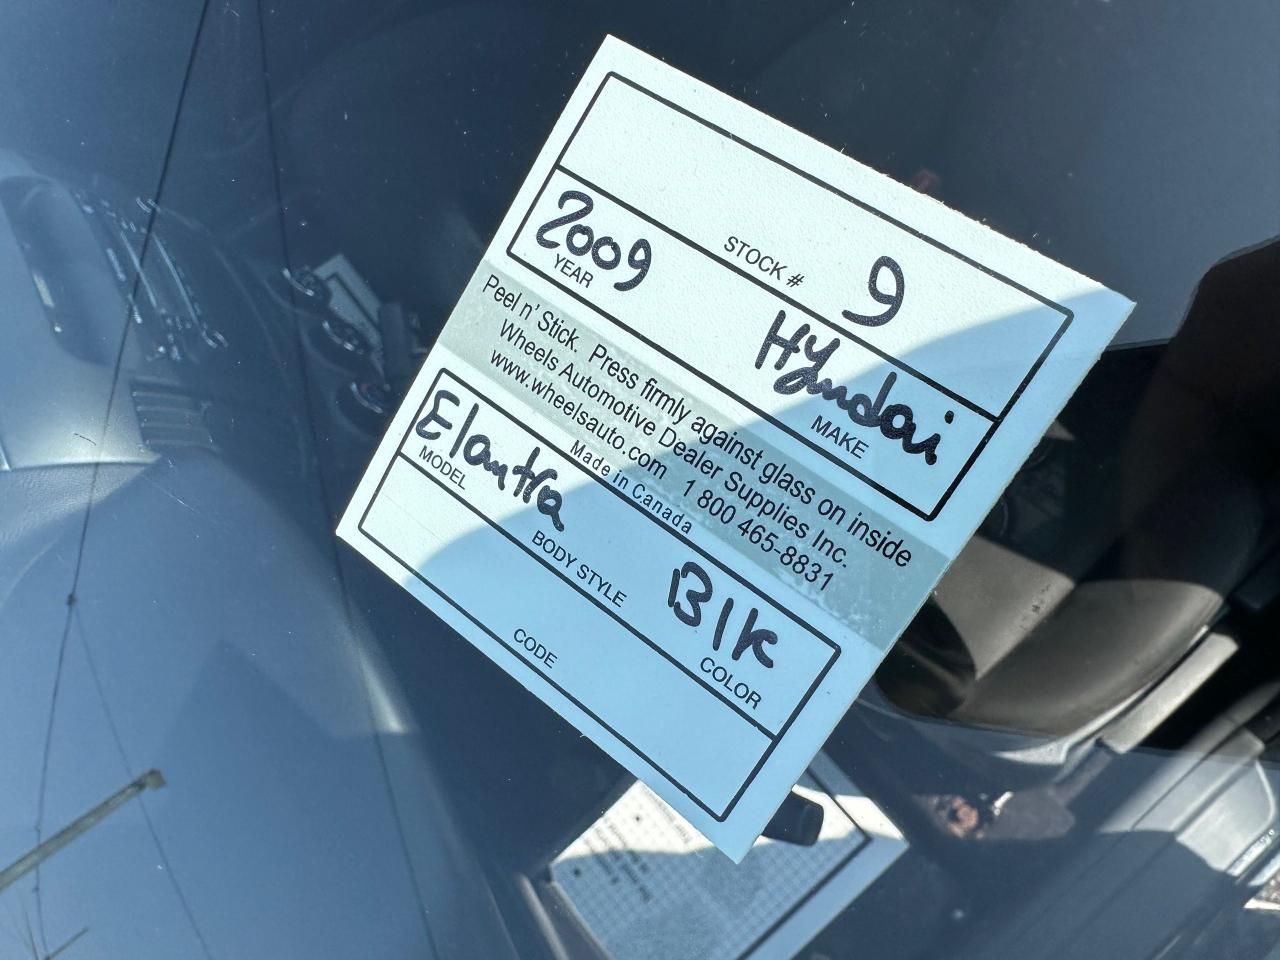 STOCK # 9
2009 Hyundai
YEAR MAKE
Peel n' Stick. Press firmly against glass on inside
Wheels Automotive Dealer Supplies Inc.
www.wheelsauto.com 1 800 465-8831
Made in Canada
Elantra Blk
MODEL BODY STYLE COLOR
CODE